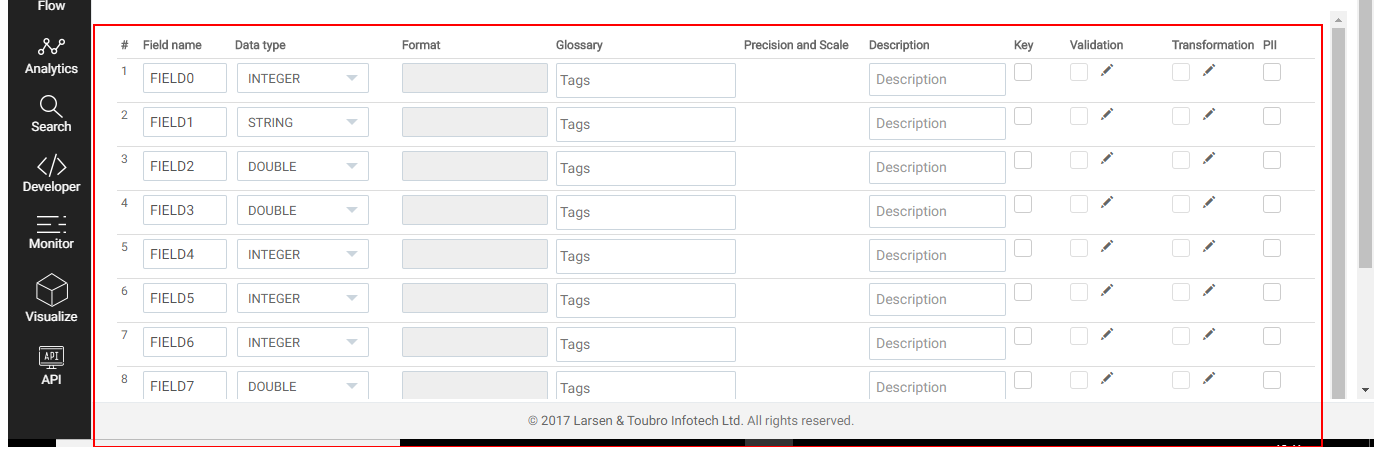 Flow
Analytics
Search
Developer
Monitor
Visualize
API
API
# Field name Data type Format Glossary Precision and Scale Description Key Validation Transformation PII
1 FIELD0 INTEGER Tags Description
2 FIELD1 STRING Tags Description
3 FIELD2 DOUBLE Tags Description
4 FIELD3 DOUBLE Tags Description
5 FIELD4 INTEGER Tags Description
6 FIELD5 INTEGER Tags Description
7 FIELD6 INTEGER Tags Description
8 FIELD7 DOUBLE Tags Description
© 2017 Larsen & Toubro Infotech Ltd. All rights reserved.